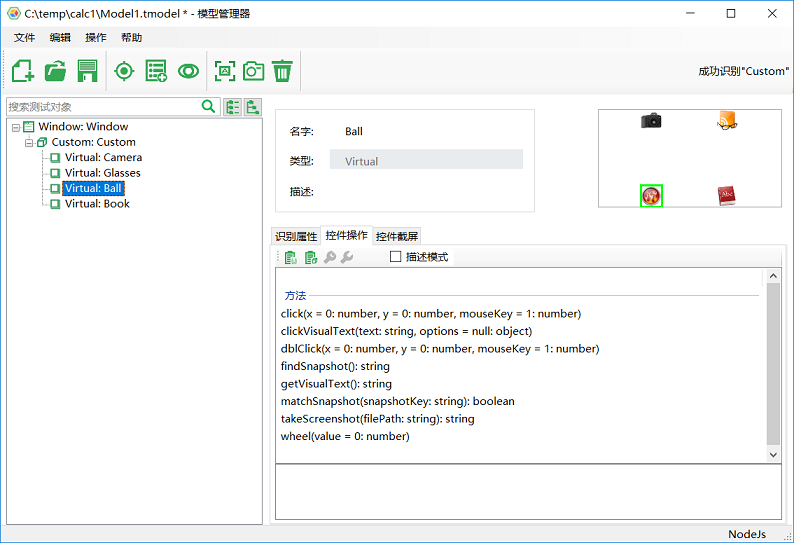 C:\temp\calc1\Model1.tmodel * - 模型管理器
文件 编辑 操作 帮助
成功识别"Custom"
搜索测试对象
Window: Window
Custom: Custom
Virtual: Camera
Virtual: Glasses
Virtual: Ball
Virtual: Book
名字: Ball
类型: Virtual
描述:
识别属性 控件操作 控件截屏
描述模式
方法
click(x = 0: number, y = 0: number, mouseKey = 1: number)
clickVisualText(text: string, options = null: object)
dblClick(x = 0: number, y = 0: number, mouseKey = 1: number)
findSnapshot(): string
getVisualText(): string
matchSnapshot(snapshotKey: string): boolean
takeScreenshot(filePath: string): string
wheel(value = 0: number)
NodeJs